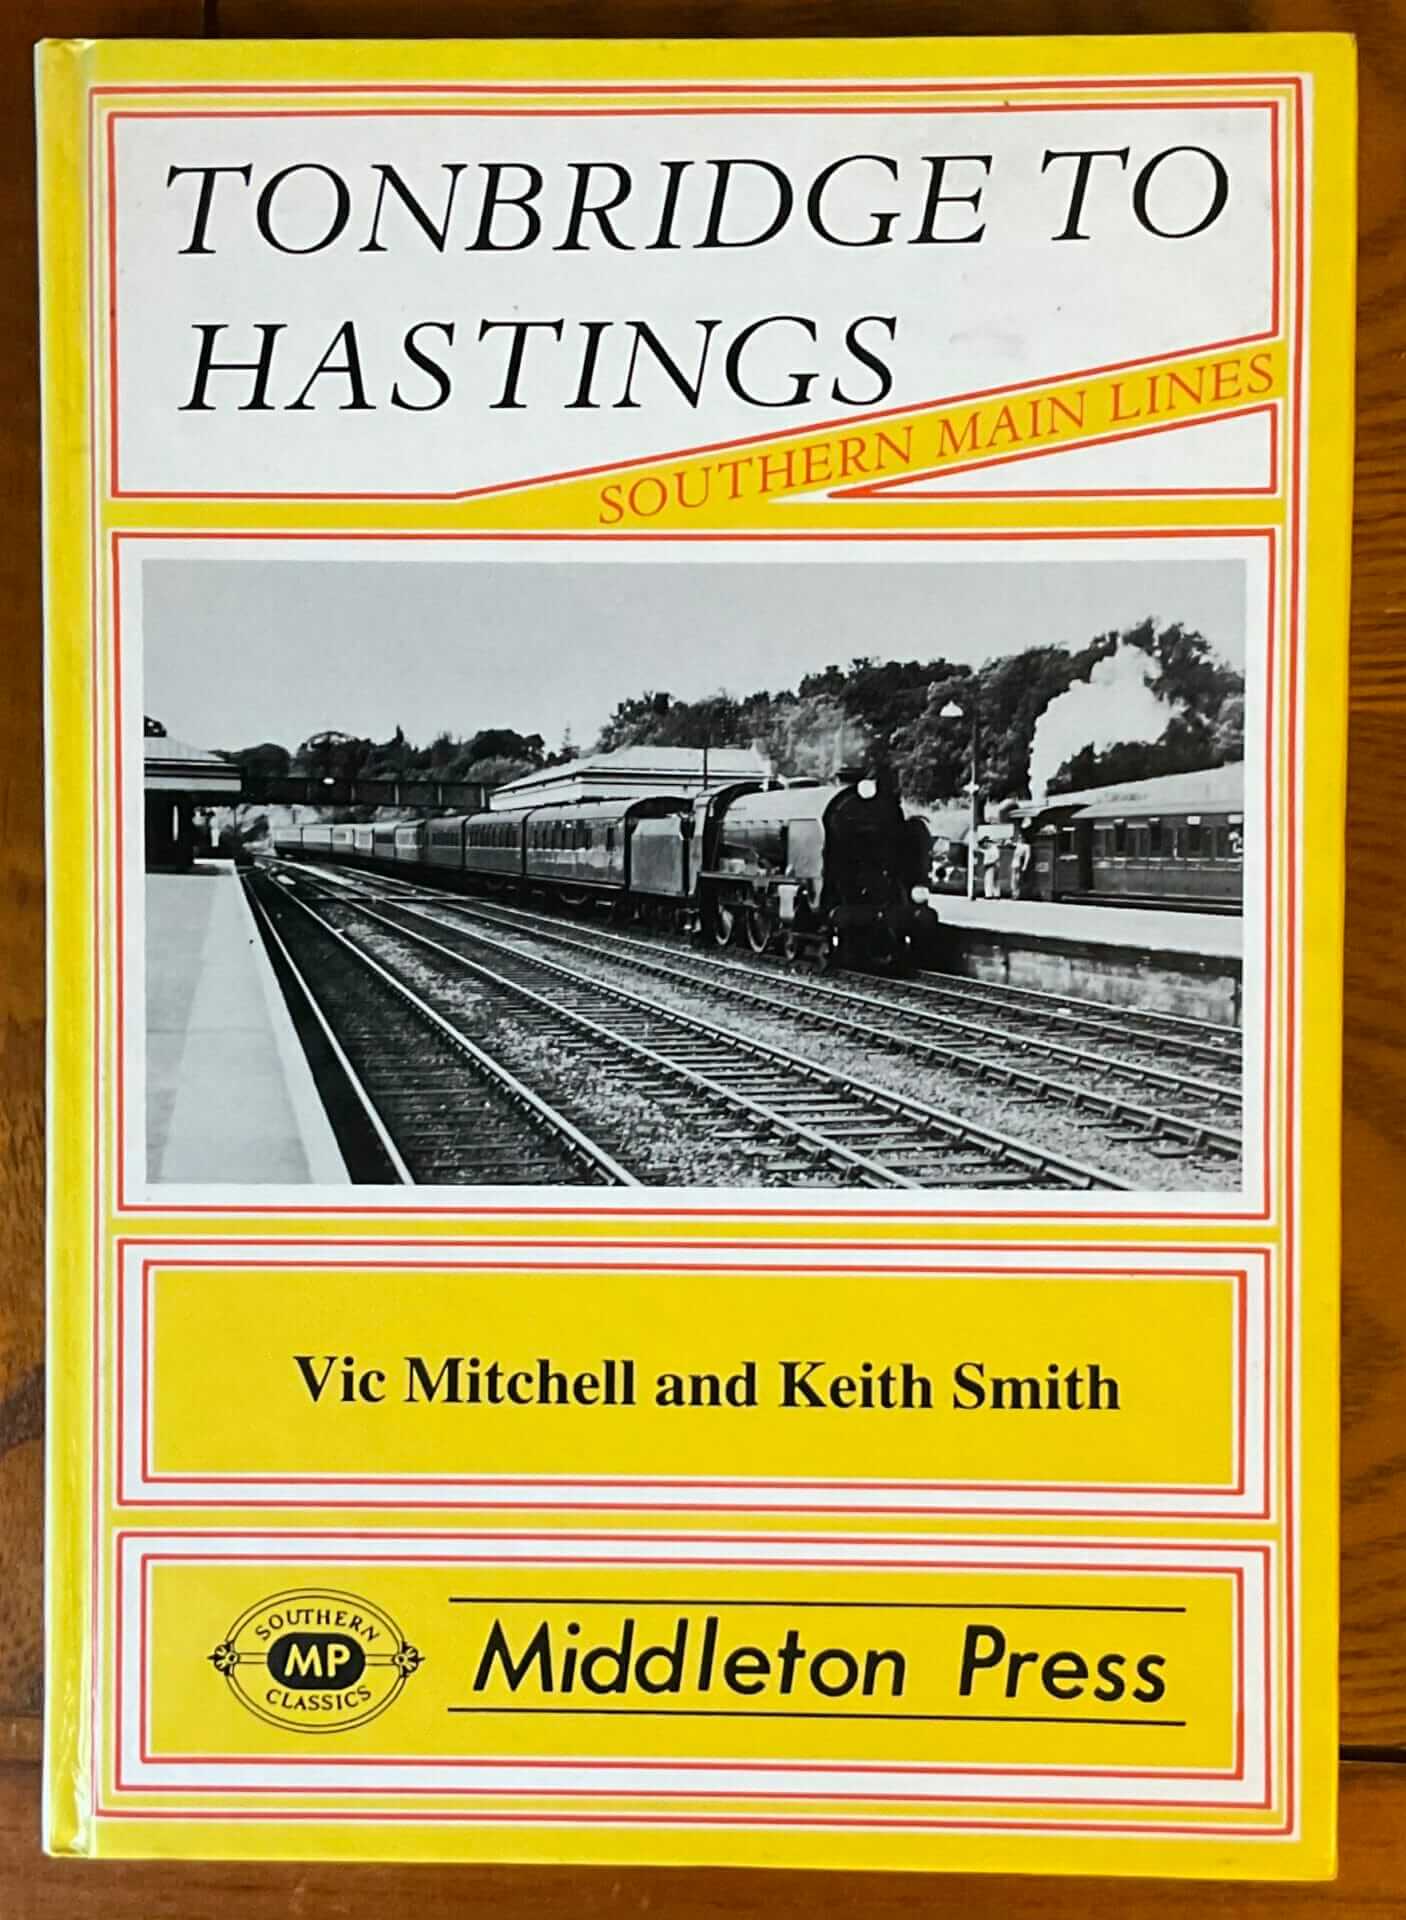 TONBRIDGE TO
HASTINGS
SOUTHERN MAIN LINES
Vic Mitchell and Keith Smith
SOUTHERN
MP
CLASSICS
Middleton Press